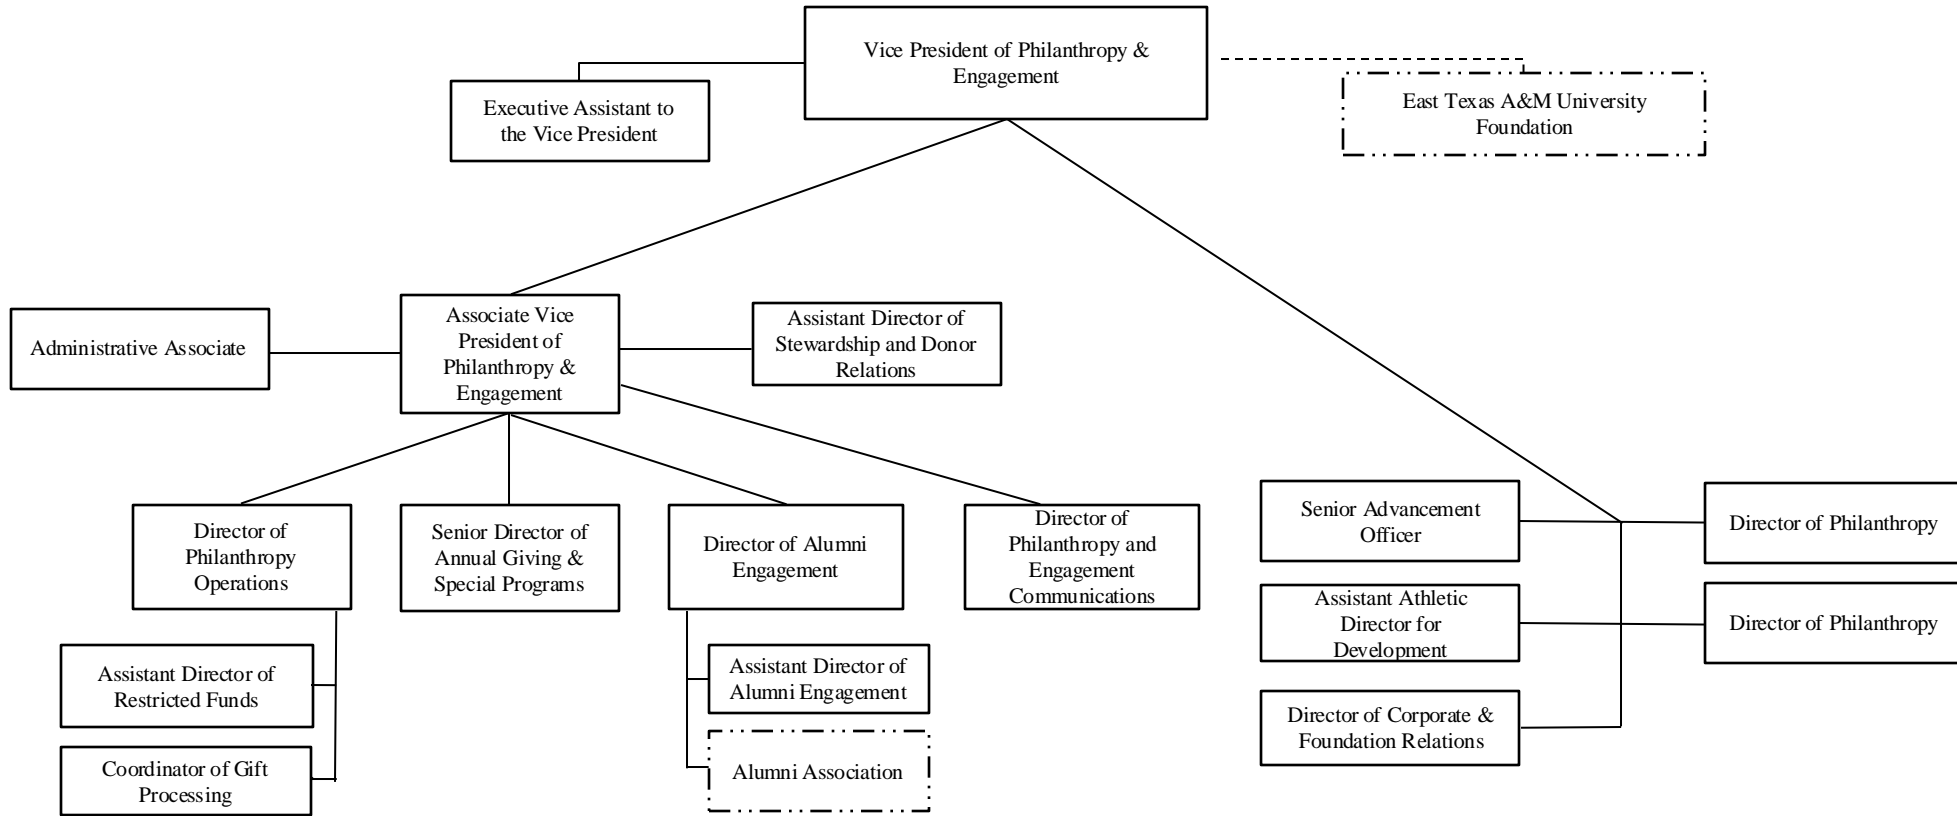 Vice President of Philanthropy &
Engagement
Executive Assistant to
the Vice President
East Texas A&M University
Foundation
Administrative Associate
Associate Vice
President of
Philanthropy &
Engagement
Assistant Director of
Stewardship and Donor
Relations
Director of
Philanthropy
Operations
Senior Director of
Annual Giving &
Special Programs
Director of Alumni
Engagement
Director of
Philanthropy and
Engagement
Communications
Senior Advancement
Officer
Director of Philanthropy
Assistant Athletic
Director for
Development
Director of Philanthropy
Assistant Director of
Restricted Funds
Assistant Director of
Alumni Engagement
Director of Corporate &
Foundation Relations
Coordinator of Gift
Processing
Alumni Association